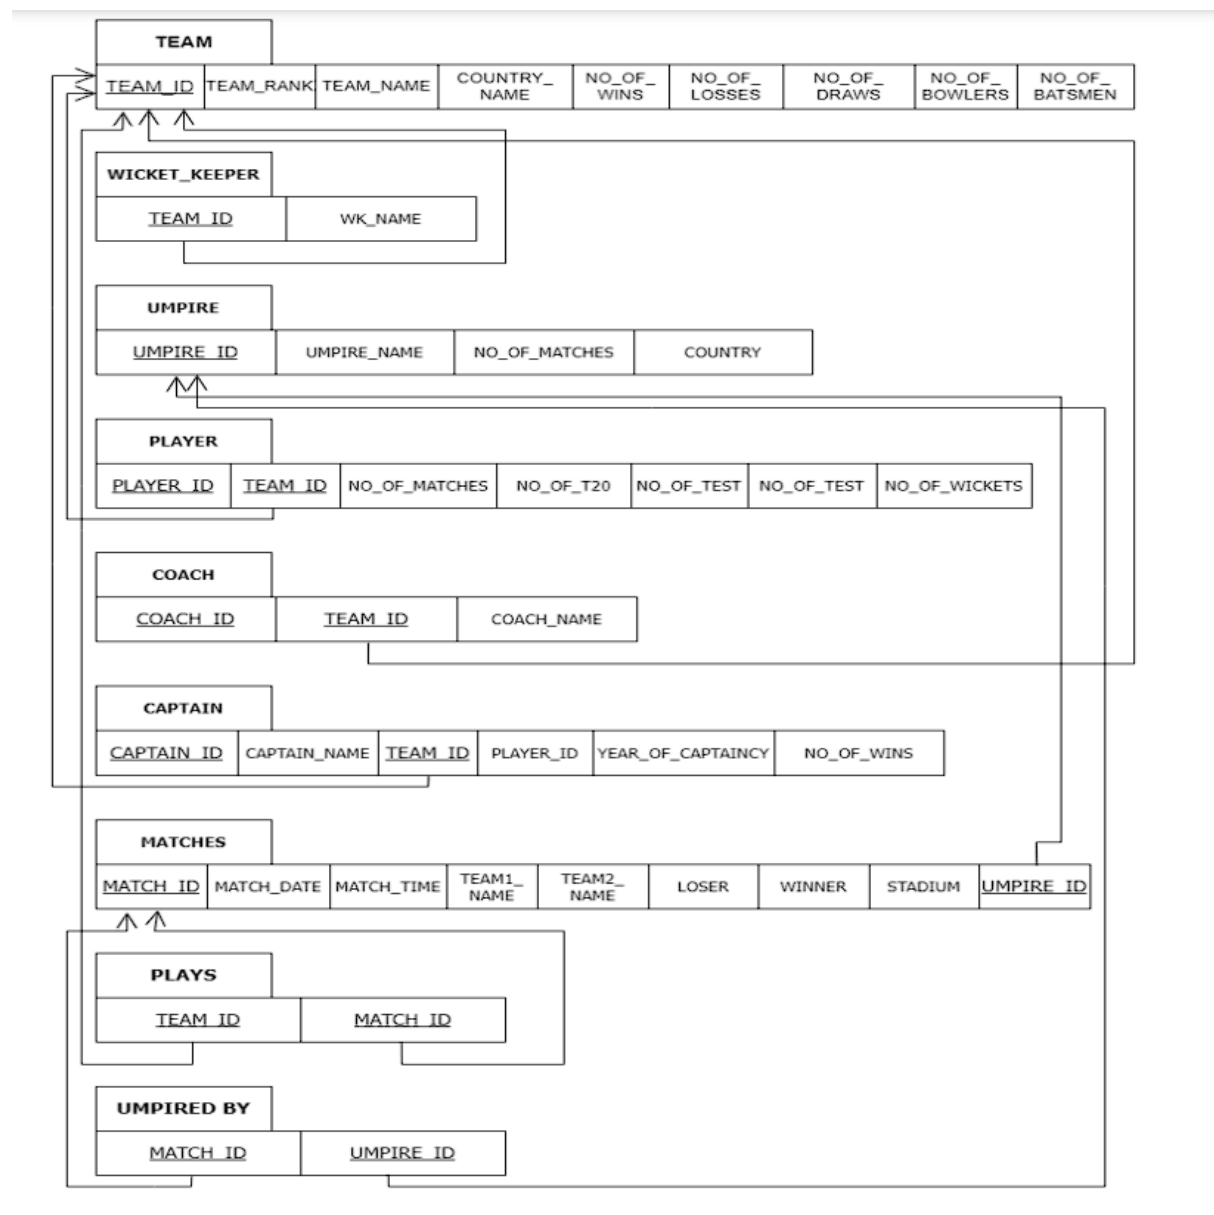 TEAM
TEAM_ID TEAM_RANK TEAM_NAME COUNTRY_ NO_OF_ NO_OF_ NO_OF_ NO_OF_ NO_OF_
NAME WINS LOSSES DRAWS BOWLERS BATSMEN
WICKET_KEEPER
TEAM_ID WK_NAME
UMPIRE
UMPIRE_ID UMPIRE_NAME NO_OF_MATCHES COUNTRY
PLAYER
PLAYER_ID TEAM_ID NO_OF_MATCHES NO_OF_T20 NO_OF_TEST NO_OF_TEST NO_OF_WICKETS
COACH
COACH_ID TEAM_ID COACH_NAME
CAPTAIN
CAPTAIN_ID CAPTAIN_NAME TEAM_ID PLAYER_ID YEAR_OF_CAPTAINCY NO_OF_WINS
MATCHES
MATCH_ID MATCH_DATE MATCH_TIME TEAM1_ TEAM2_ LOSER WINNER STADIUM UMPIRE_ID
NAME NAME
PLAYS
TEAM_ID MATCH_ID
UMPIRED BY
MATCH_ID UMPIRE_ID